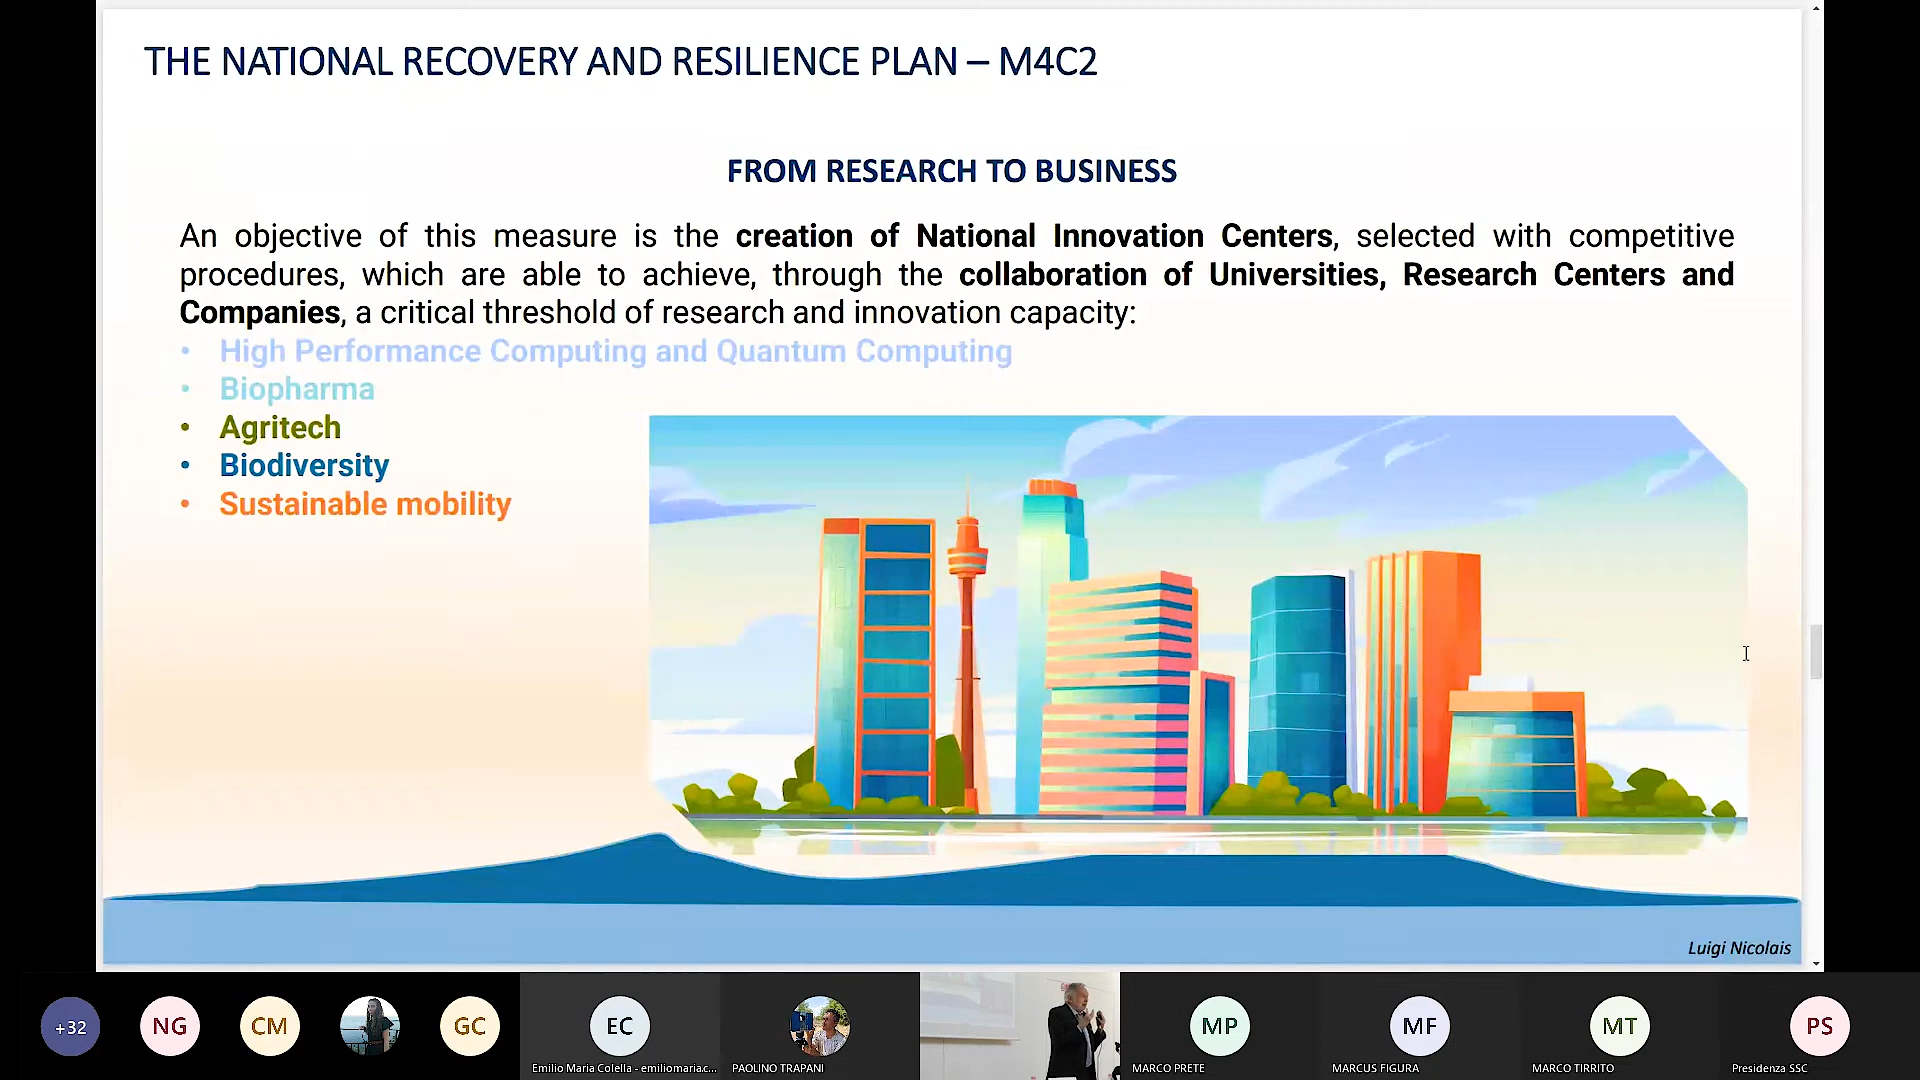 THE NATIONAL RECOVERY AND RESILIENCE PLAN – M4C2
FROM RESEARCH TO BUSINESS
An objective of this measure is the creation of National Innovation Centers, selected with competitive
procedures, which are able to achieve, through the collaboration of Universities, Research Centers and
Companies, a critical threshold of research and innovation capacity:
• High Performance Computing and Quantum Computing
• Biopharma
• Agritech
• Biodiversity
• Sustainable mobility
Luigi Nicolais
+32
NG
CM
GC
EC
MP
MF
MT
PS
Emilio Maria Colella - emiliomaria.c...
PAOLINO TRAPANI
MARCO PRETE
MARCUS FIGURA
MARCO TIRRITO
Presidenza SSC